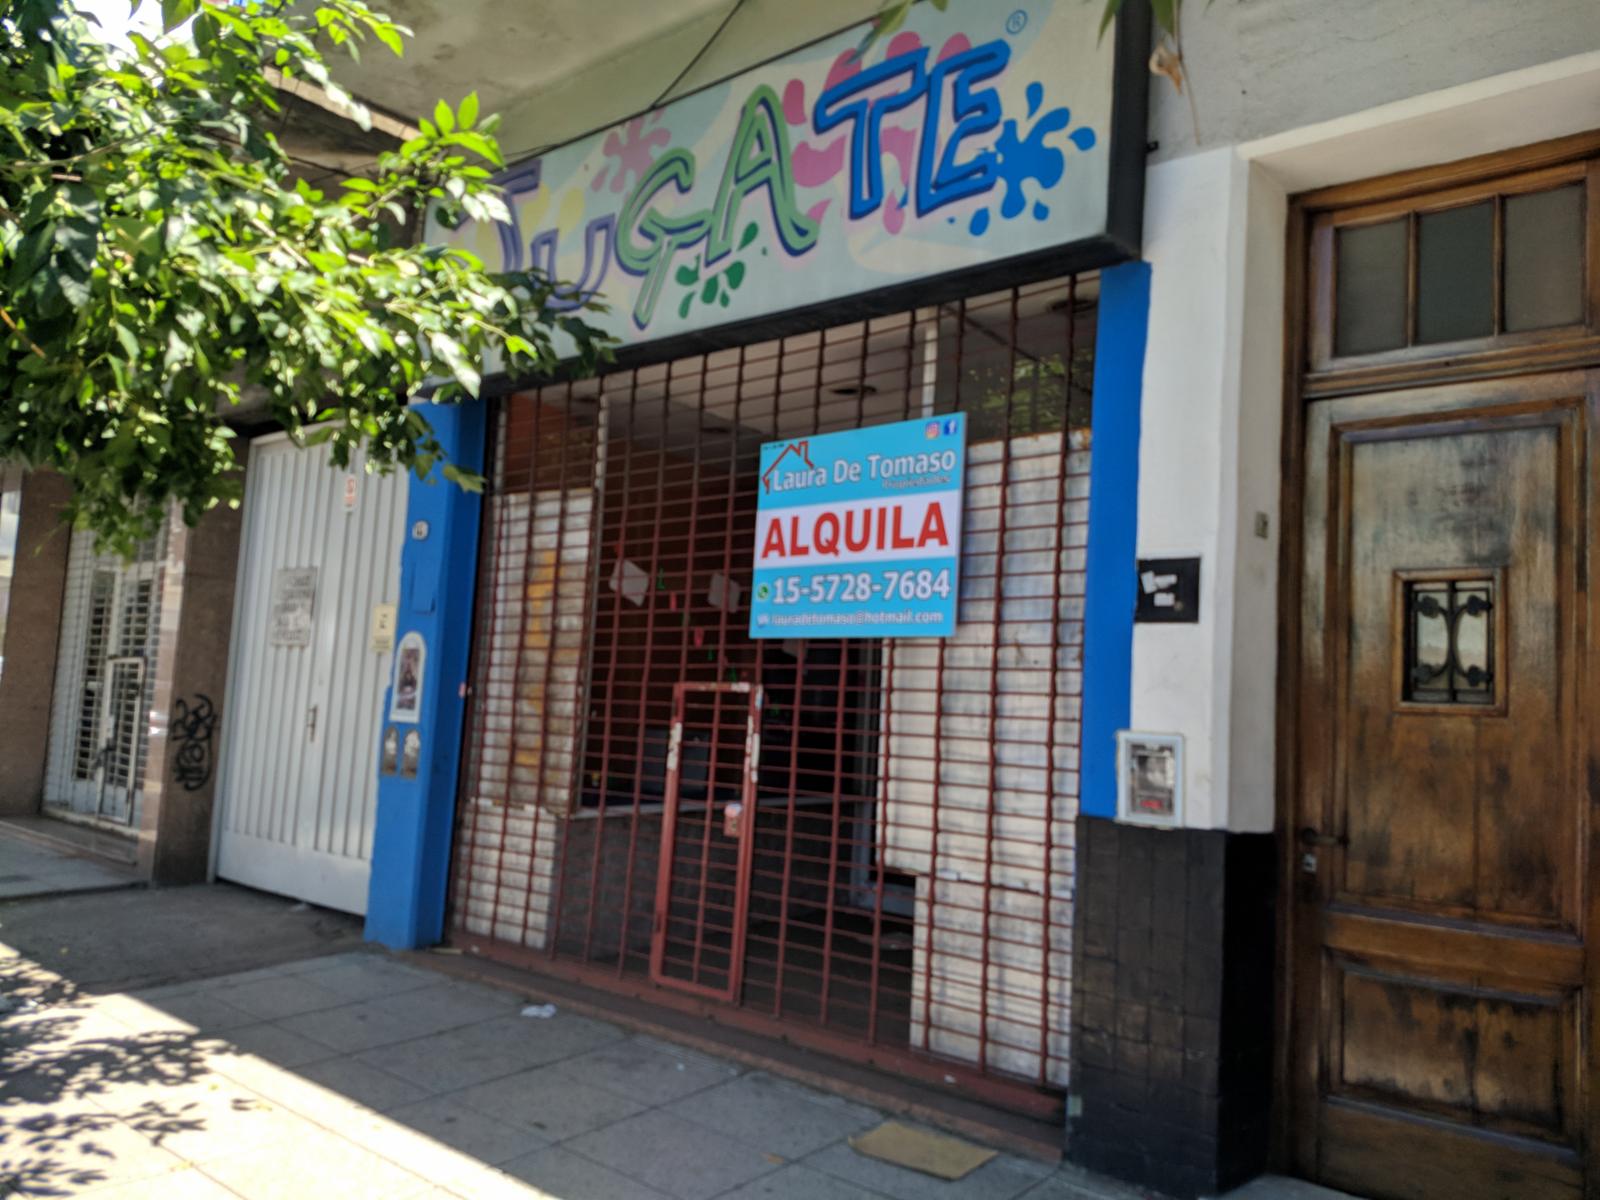 JUGATE ®
Laura De Tomaso
Propiedades
ALQUILA
15-5728-7684
lauradetomaso@hotmail.com